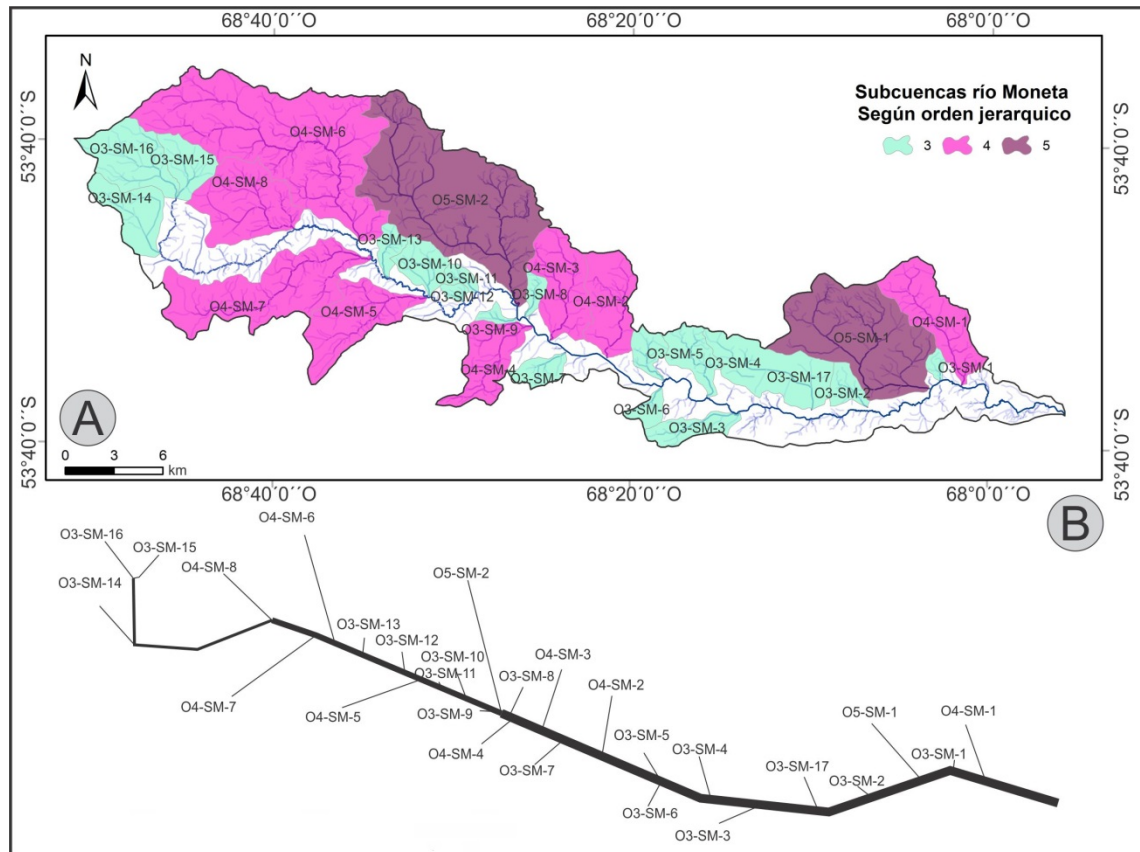 68°40'0´´O
68°20'0´´O
68°0'0´´O
N
Subcuencas río Moneta
Según orden jerarquico
3
4
5
53°40'0´´S
53°40'0´´S
O4-SM-6
O3-SM-16
O3-SM-15
O4-SM-8
O3-SM-14
O5-SM-2
O3-SM-13
O3-SM-10
O3-SM-11
O3-SM-12
O4-SM-3
O3-SM-8
O4-SM-2
O4-SM-7
O4-SM-5
O3-SM-9
O4-SM-4
O3-SM-7
O4-SM-1
O5-SM-1
O3-SM-5
O3-SM-4
O3-SM-17
O3-SM-2
O3-SM-1
O3-SM-6
O3-SM-3
A
0 3 6
km
53°40'0´´S
53°40'0´´S
68°40'0´´O
68°20'0´´O
68°0'0´´O
B
O4-SM-6
O3-SM-16
O3-SM-15
O4-SM-8
O3-SM-14
O5-SM-2
O3-SM-13
O3-SM-12
O3-SM-10
O3-SM-11
O4-SM-3
O3-SM-8
O4-SM-2
O4-SM-7
O4-SM-5
O3-SM-9
O4-SM-4
O3-SM-7
O3-SM-5
O3-SM-4
O5-SM-1
O4-SM-1
O3-SM-1
O3-SM-17
O3-SM-2
O3-SM-6
O3-SM-3